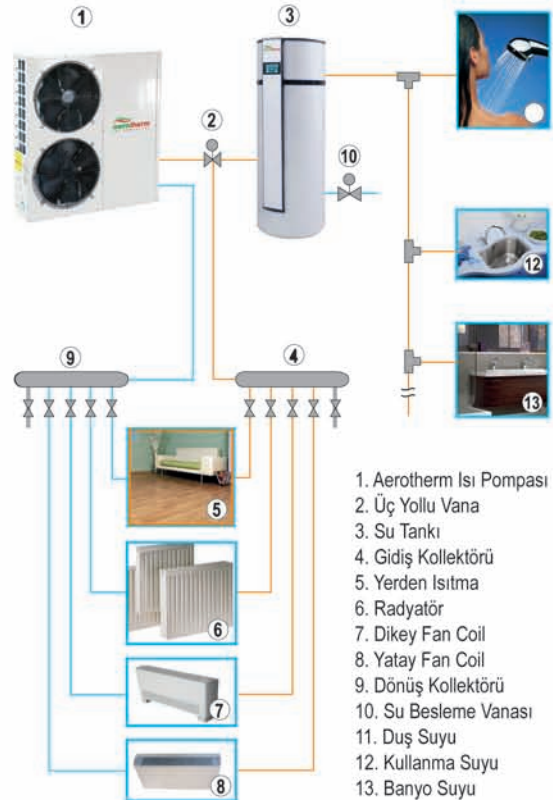 1
3
aerotherm
2
10
12
13
9
4
5
6
7
8
1. Aerotherm Isı Pompası
2. Üç Yollu Vana
3. Su Tankı
4. Gidiş Kollektörü
5. Yerden Isıtma
6. Radyatör
7. Dikey Fan Coil
8. Yatay Fan Coil
9. Dönüş Kollektörü
10. Su Besleme Vanası
11. Duş Suyu
12. Kullanma Suyu
13. Banyo Suyu